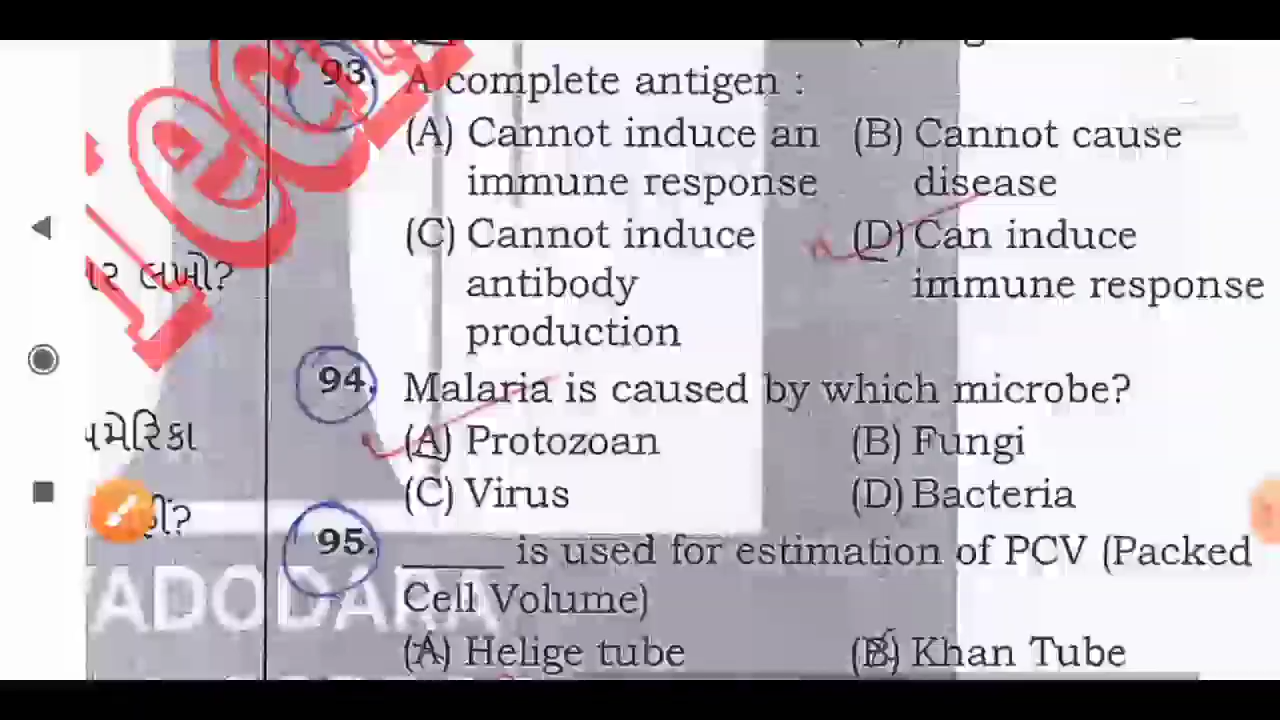 93.
A complete antigen :
(A) Cannot induce an
immune response
(B) Cannot cause
disease
(C) Cannot induce
antibody
production
(D) Can induce
immune response
લખો?
94.
Malaria is caused by which microbe?
(A) Protozoan
(B) Fungi
(C) Virus
(D) Bacteria
95.
____ is used for estimation of PCV (Packed
Cell Volume)
(A) Helige tube
(B) Khan Tube
ADODARA